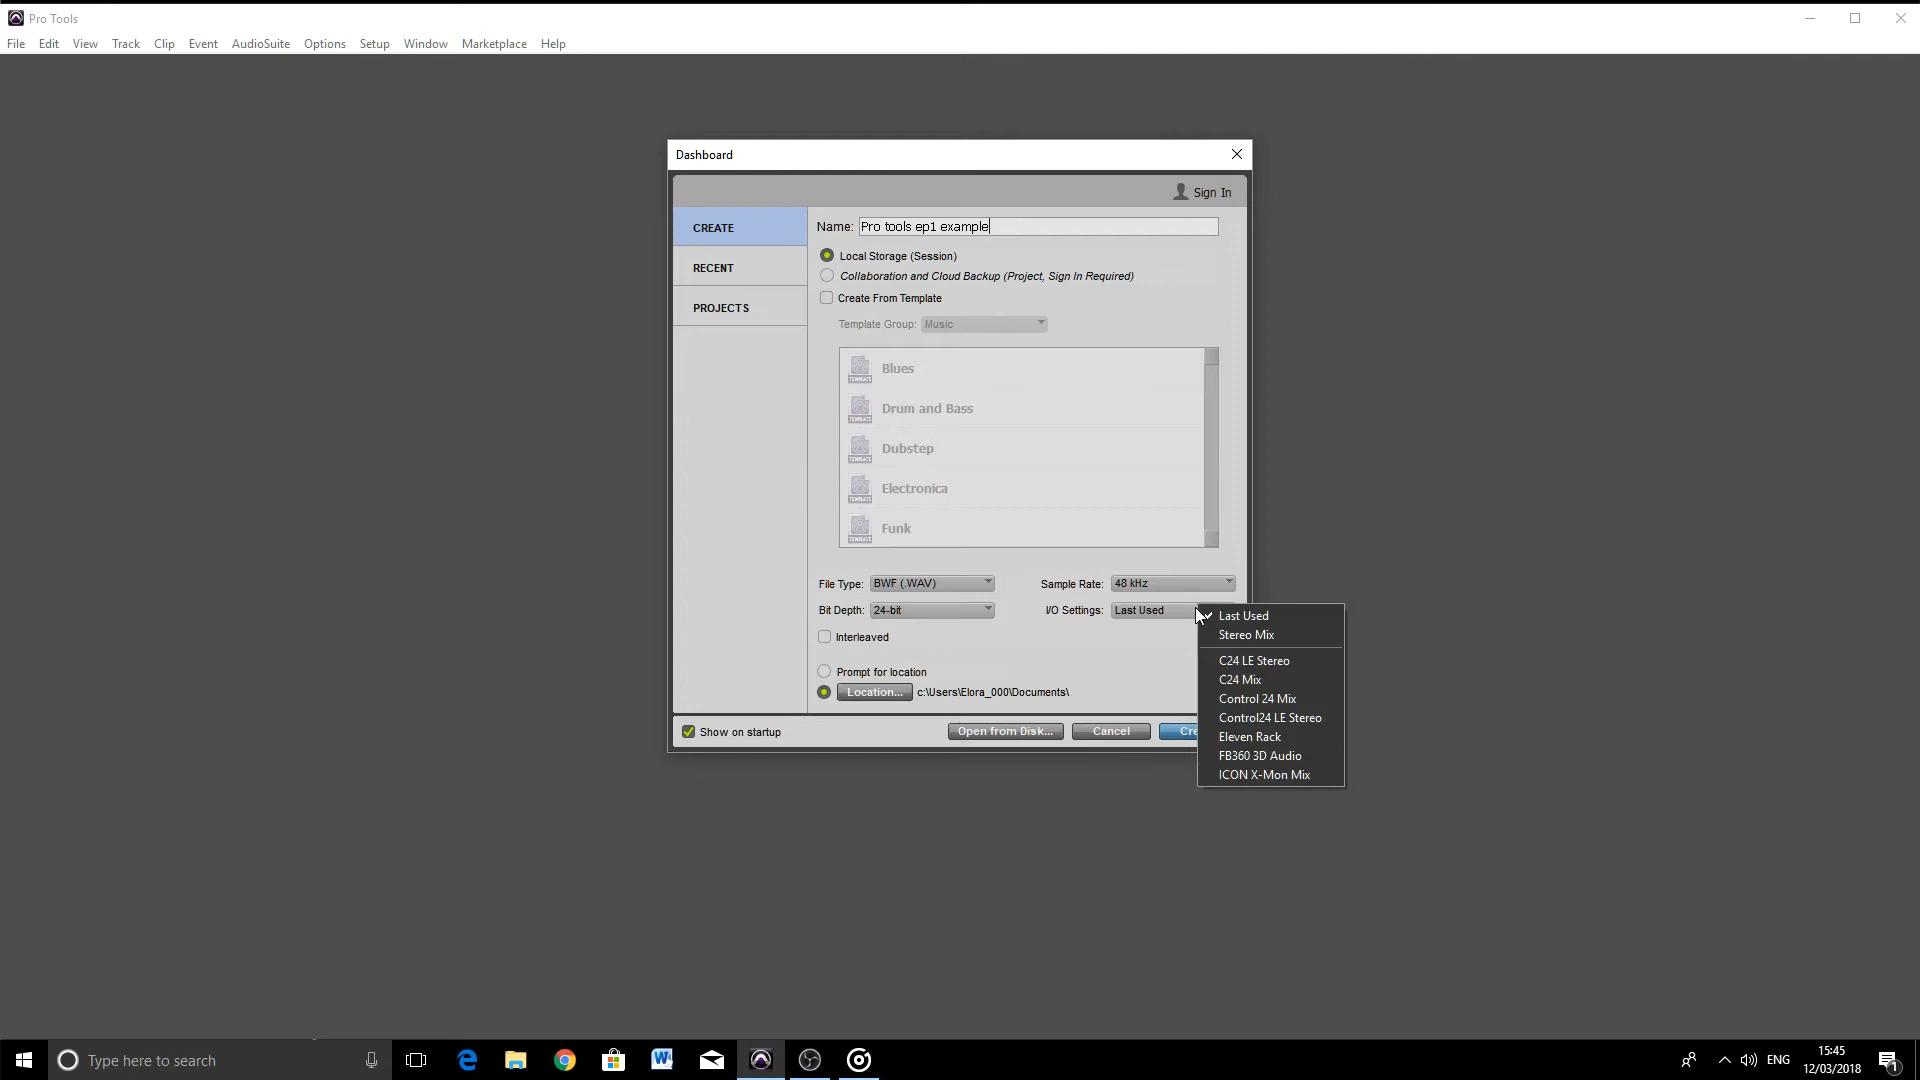 Pro Tools
File Edit View Track Clip Event AudioSuite Options Setup Window Marketplace Help
Dashboard
Sign In
CREATE
RECENT
PROJECTS
Name: Pro tools ep1 example
Local Storage (Session)
Collaboration and Cloud Backup (Project, Sign In Required)
Create From Template
Template Group: Music
Blues
Drum and Bass
Dubstep
Electronica
Funk
File Type: BWF (.WAV) Sample Rate: 48 kHz
Bit Depth: 24-bit I/O Settings: Last Used
Interleaved
Prompt for location
Location... c:\Users\Elora_000\Documents\
Show on startup Open from Disk... Cancel Cre
Last Used
Stereo Mix
C24 LE Stereo
C24 Mix
Control 24 Mix
Control24 LE Stereo
Eleven Rack
FB360 3D Audio
ICON X-Mon Mix
Type here to search
ENG
15:45
12/03/2018
1